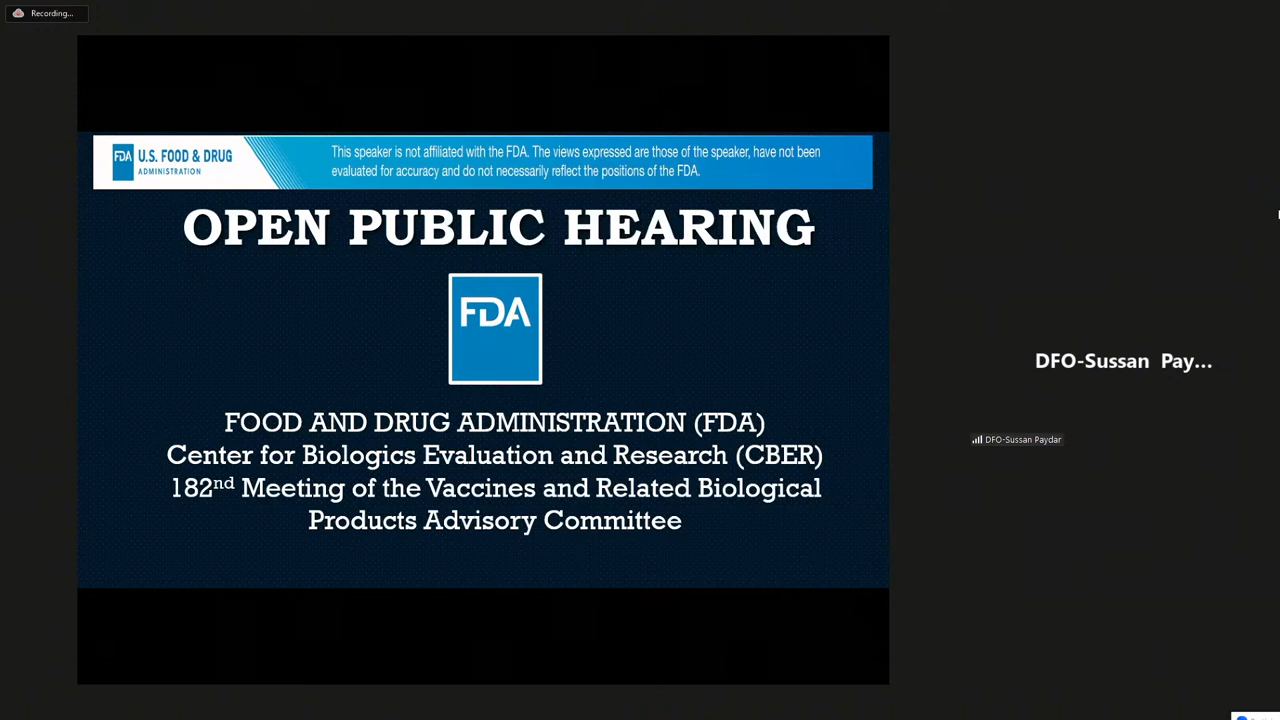 Recording...
FDA
U.S. FOOD & DRUG
ADMINISTRATION
This speaker is not affiliated with the FDA. The views expressed are those of the speaker, have not been
evaluated for accuracy and do not necessarily reflect the positions of the FDA.
OPEN PUBLIC HEARING
FDA
FOOD AND DRUG ADMINISTRATION (FDA)
Center for Biologics Evaluation and Research (CBER)
182nd Meeting of the Vaccines and Related Biological
Products Advisory Committee
DFO-Sussan Pay...
DFO-Sussan Paydar